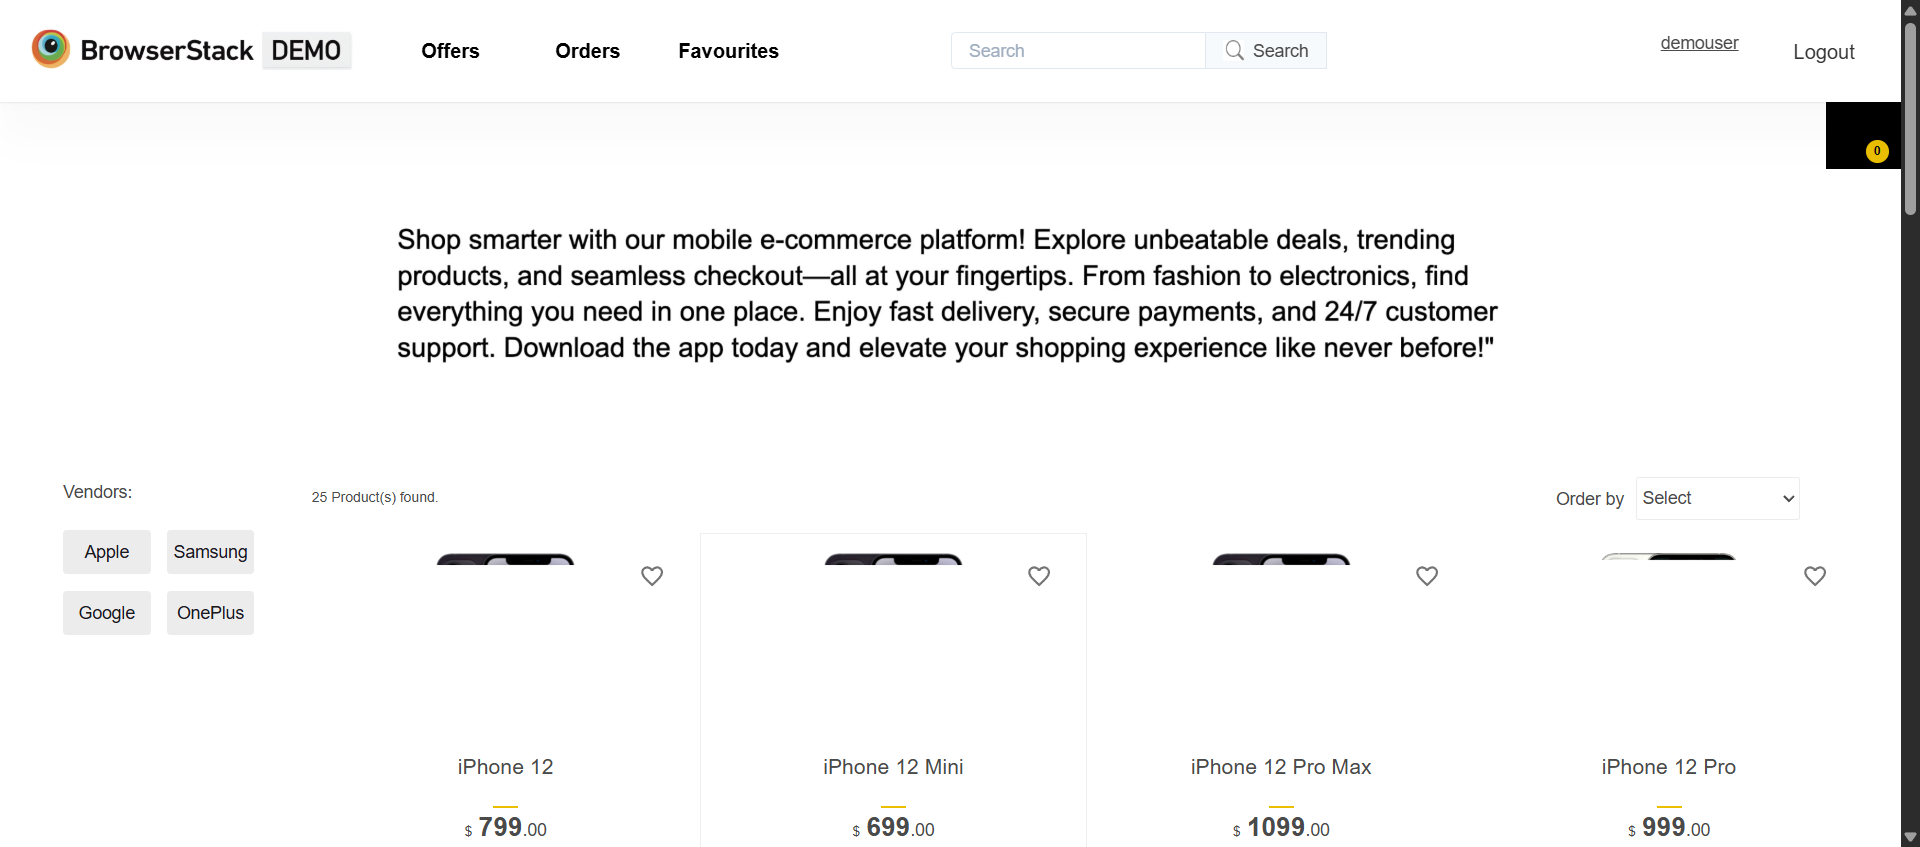 BrowserStack DEMO
Offers
Orders
Favourites
Search
Search
demouser
Logout
0
Shop smarter with our mobile e-commerce platform! Explore unbeatable deals, trending
products, and seamless checkout—all at your fingertips. From fashion to electronics, find
everything you need in one place. Enjoy fast delivery, secure payments, and 24/7 customer
support. Download the app today and elevate your shopping experience like never before!"
Vendors:
Apple
Samsung
Google
OnePlus
25 Product(s) found.
Order by
Select
iPhone 12
$ 799.00
iPhone 12 Mini
$ 699.00
iPhone 12 Pro Max
$ 1099.00
iPhone 12 Pro
$ 999.00